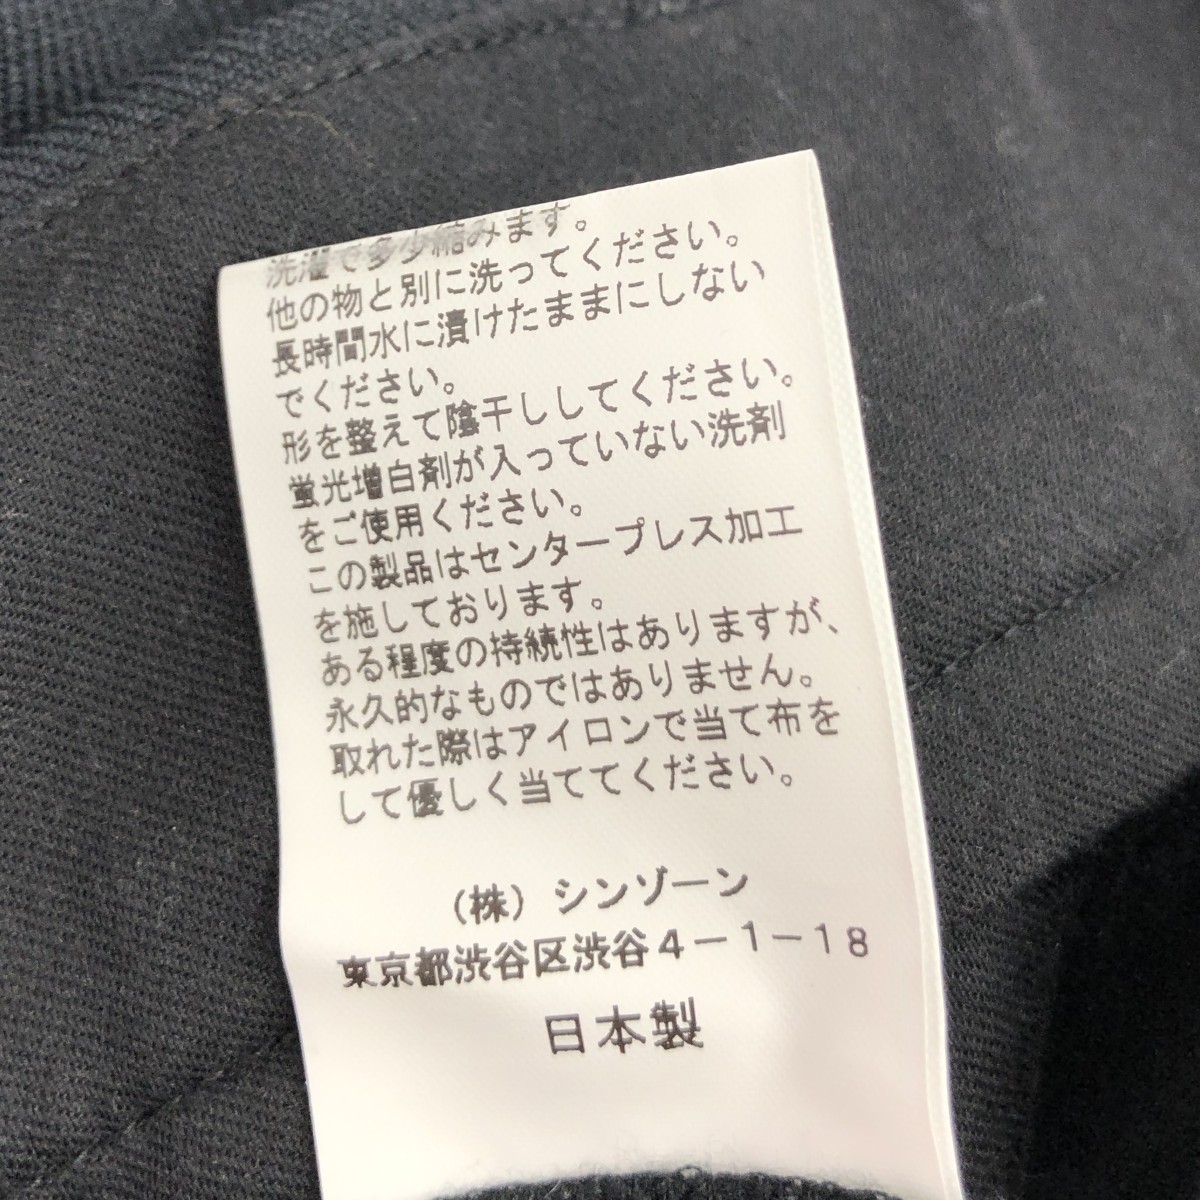 洗濯で多少縮みます。
他の物と別に洗ってください。
長時間水に漬けたままにしない
でください。
形を整えて陰干ししてください。
蛍光増白剤が入っていない洗剤
をご使用ください。
この製品はセンタープレス加工
を施しております。
ある程度の持続性はありますが、
永久的なものではありません。
取れた際はアイロンで当て布を
して優しく当ててください。
（株）シンゾーン
東京都渋谷区渋谷４－１－１８
日本製